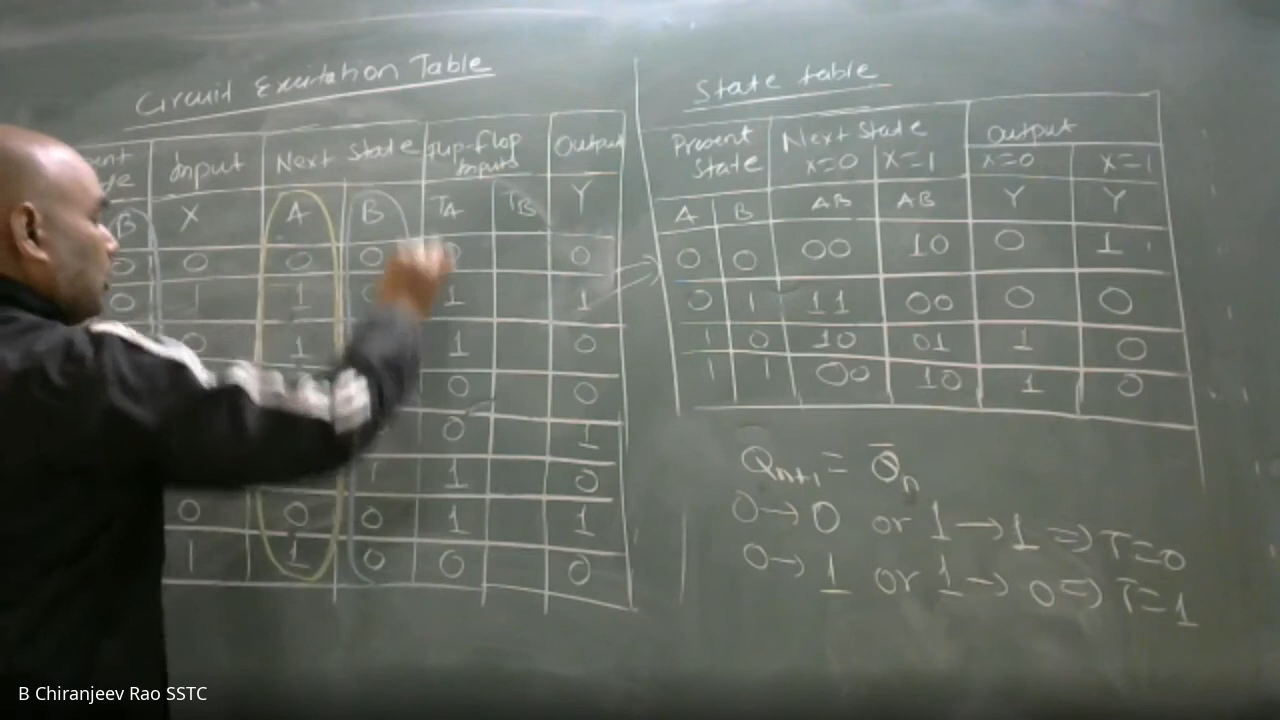 Circuit Excitation Table
Input Next State Flip-flop Inputs Output
B X A B TA TB Y
0 0 0 0 0 0
0 1 1 0 1 1
0 1 1 0
0 0
0 1
1 1 0
0 0 0 1 1
1 1 0 0 0
State table
Present State Next State Output
x=0 x=1 x=0 x=1
A B AB AB Y Y
0 0 00 10 0 1
0 1 11 00 0 0
1 0 10 01 1 0
1 1 00 10 1 0
Qn+1 = Q̅n
0→0 or 1→1 ⇒ T=0
0→1 or 1→0 ⇒ T=1
B Chiranjeev Rao SSTC